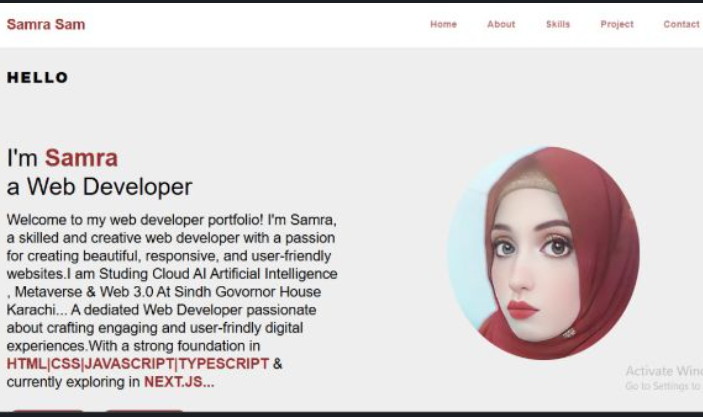 Samra Sam
Home About Skills Project Contact
HELLO
I'm Samra
a Web Developer
Welcome to my web developer portfolio! I'm Samra,
a skilled and creative web developer with a passion
for creating beautiful, responsive, and user-friendly
websites.I am Studing Cloud AI Artificial Intelligence
, Metaverse & Web 3.0 At Sindh Govornor House
Karachi... A dediated Web Developer passionate
about crafting engaging and user-frindly digital
experiences.With a strong foundation in
HTML|CSS|JAVASCRIPT|TYPESCRIPT &
currently exploring in NEXT.JS...
Activate Win
Go to Settings to